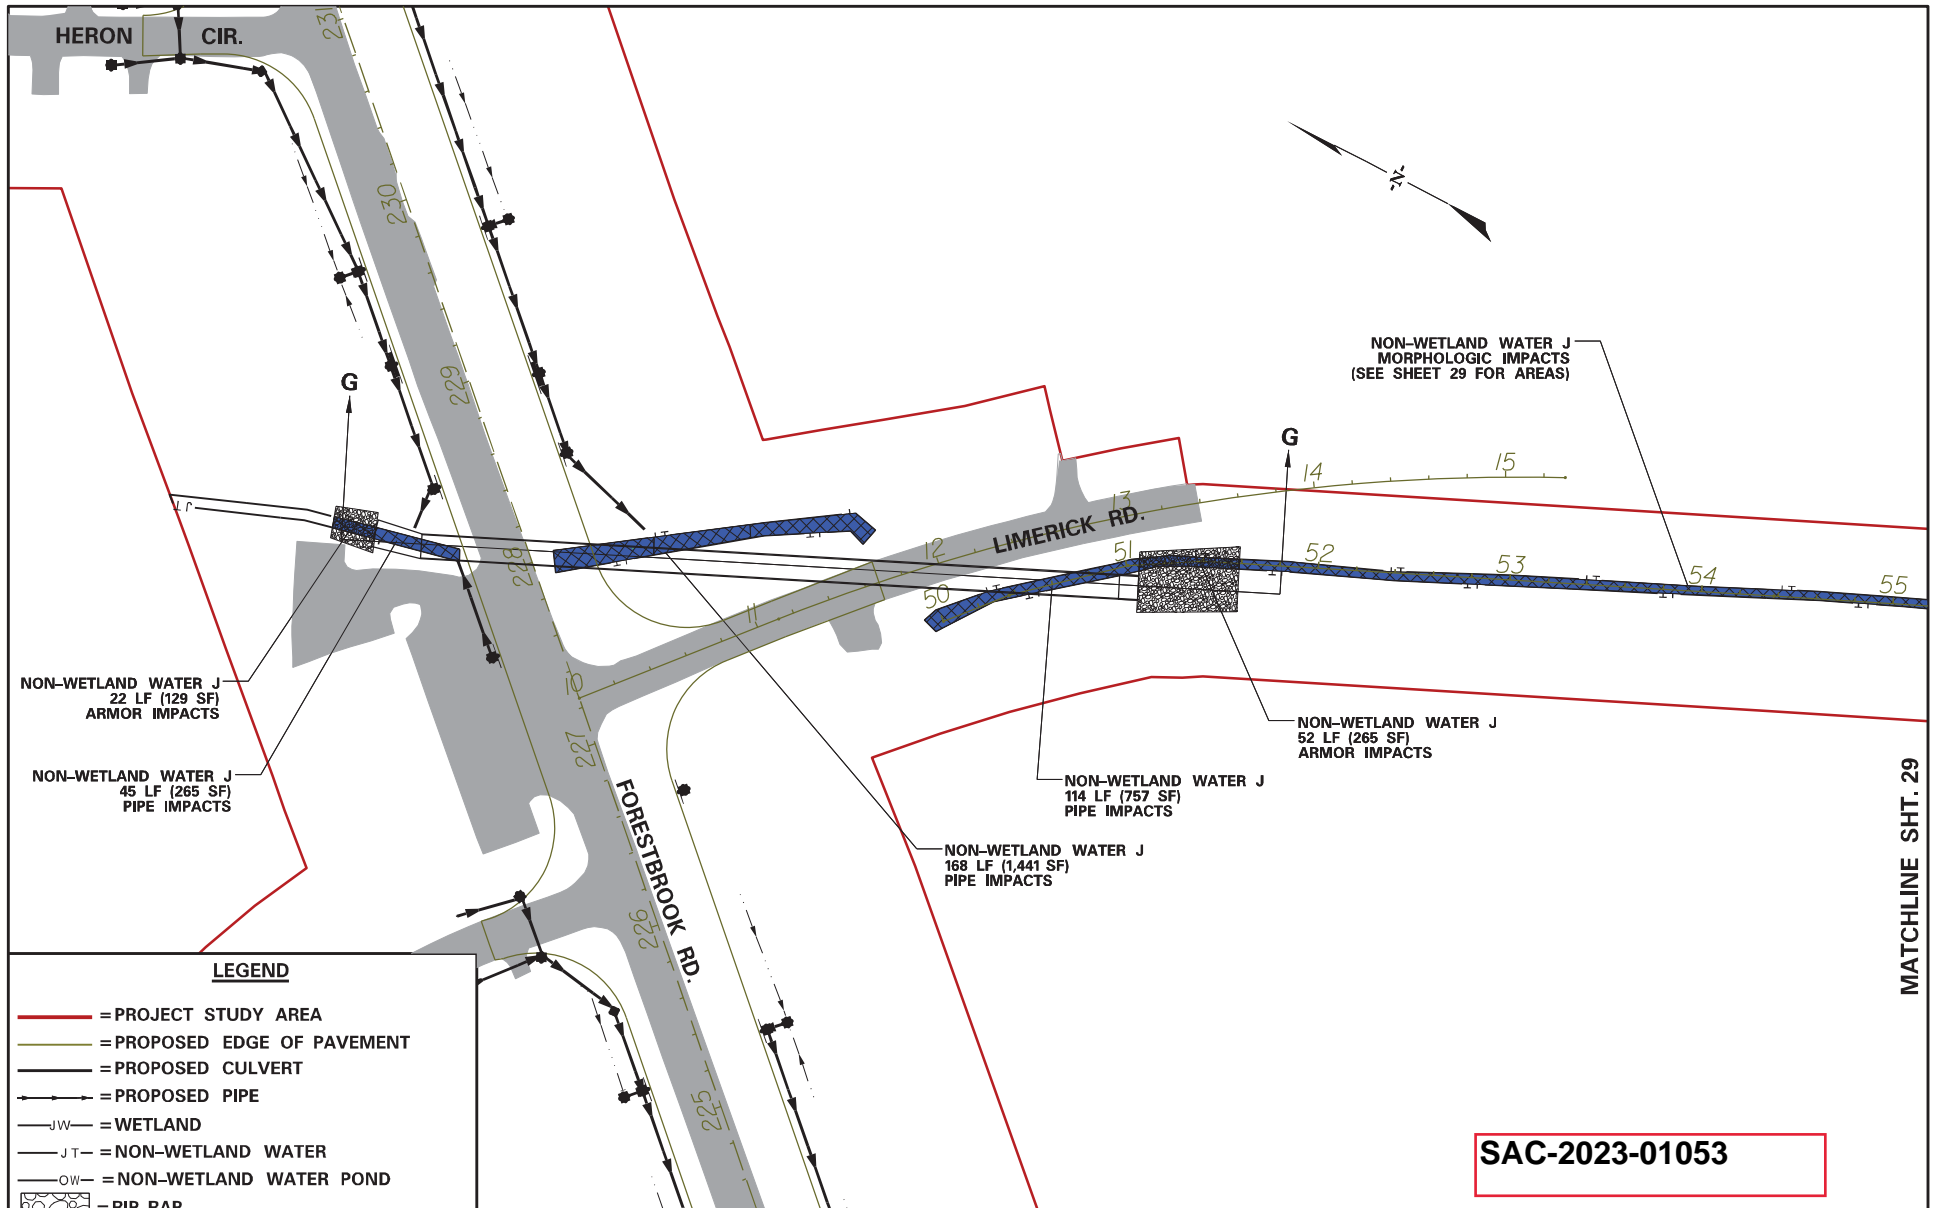 HERON CIR.
231
230
229
228
227
226
225
-N-
NON-WETLAND WATER J
MORPHOLOGIC IMPACTS
(SEE SHEET 29 FOR AREAS)
G
G
JT
LIMERICK RD.
10
11
12
13
14
15
50
51
52
53
54
55
NON-WETLAND WATER J
22 LF (129 SF)
ARMOR IMPACTS
NON-WETLAND WATER J
45 LF (265 SF)
PIPE IMPACTS
NON-WETLAND WATER J
52 LF (265 SF)
ARMOR IMPACTS
NON-WETLAND WATER J
114 LF (757 SF)
PIPE IMPACTS
NON-WETLAND WATER J
168 LF (1,441 SF)
PIPE IMPACTS
FORESTBROOK RD.
MATCHLINE SHT. 29
LEGEND
=PROJECT STUDY AREA
=PROPOSED EDGE OF PAVEMENT
=PROPOSED CULVERT
=PROPOSED PIPE
JW =WETLAND
JT =NON-WETLAND WATER
OW =NON-WETLAND WATER POND
=RIP RAP
SAC-2023-01053